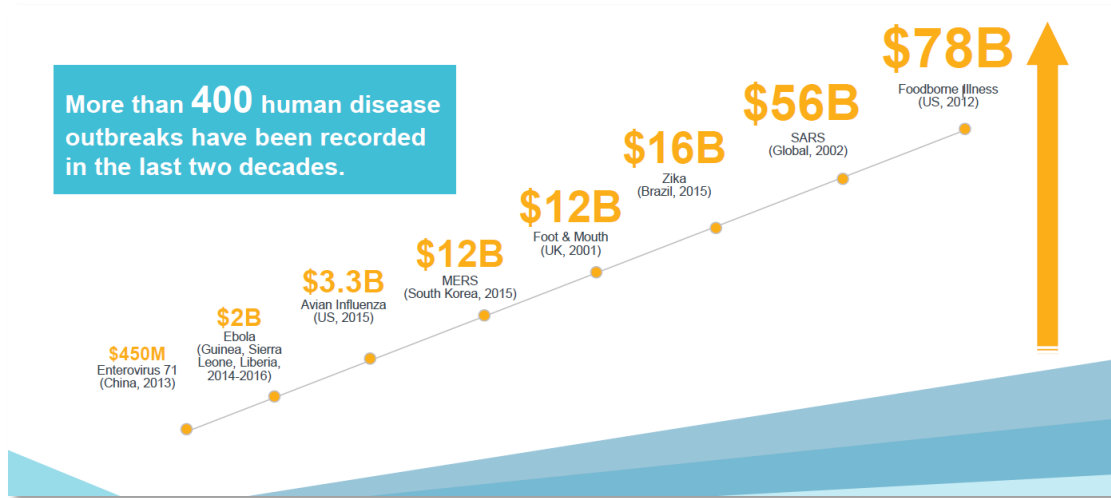 More than 400 human disease
outbreaks have been recorded
in the last two decades.
$450M
Enterovirus 71
(China, 2013)
$2B
Ebola
(Guinea, Sierra
Leone, Liberia,
2014-2016)
$3.3B
Avian Influenza
(US, 2015)
$12B
MERS
(South Korea, 2015)
$12B
Foot & Mouth
(UK, 2001)
$16B
Zika
(Brazil, 2015)
$56B
SARS
(Global, 2002)
$78B
Foodborne Illness
(US, 2012)